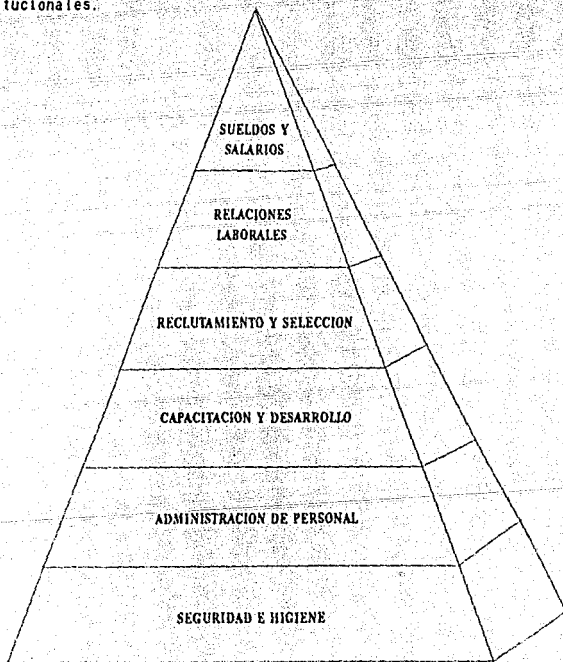 tucionales.
SUELDOS Y
SALARIOS
RELACIONES
LABORALES
RECLUTAMIENTO Y SELECCION
CAPACITACION Y DESARROLLO
ADMINISTRACION DE PERSONAL
SEGURIDAD E HIGIENE